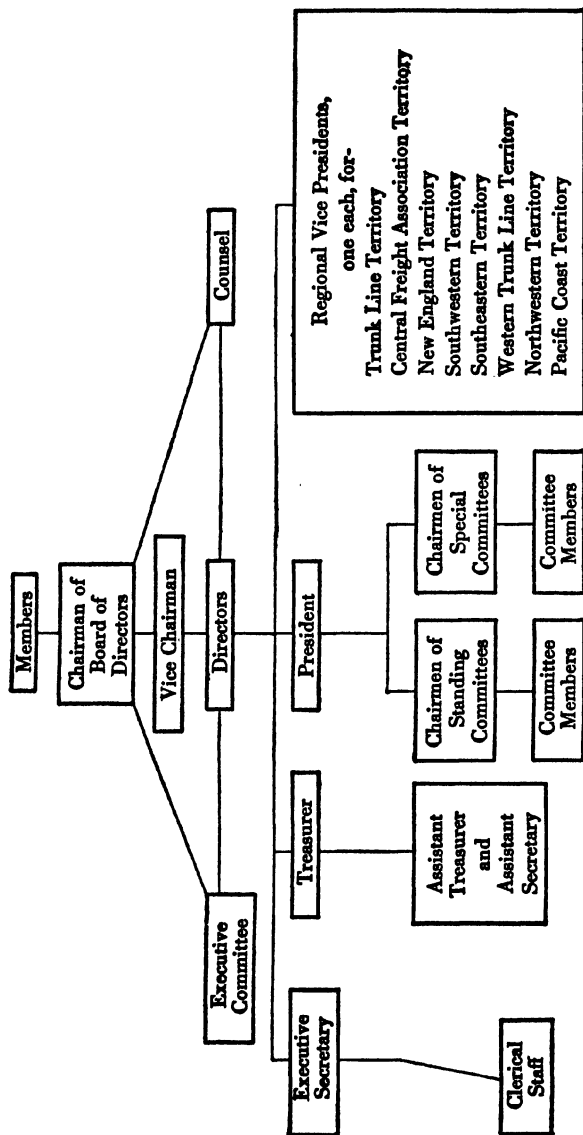 Members
Chairman of
Board of
Directors
Vice Chairman
Executive
Committee
Directors
Counsel
Executive
Secretary
Treasurer
President
Regional Vice Presidents,
one each, for-
Trunk Line Territory
Central Freight Association Territory
New England Territory
Southwestern Territory
Southeastern Territory
Western Trunk Line Territory
Northwestern Territory
Pacific Coast Territory
Clerical
Staff
Assistant
Treasurer
and
Assistant
Secretary
Chairmen of
Standing
Committees
Chairmen of
Special
Committees
Committee
Members
Committee
Members